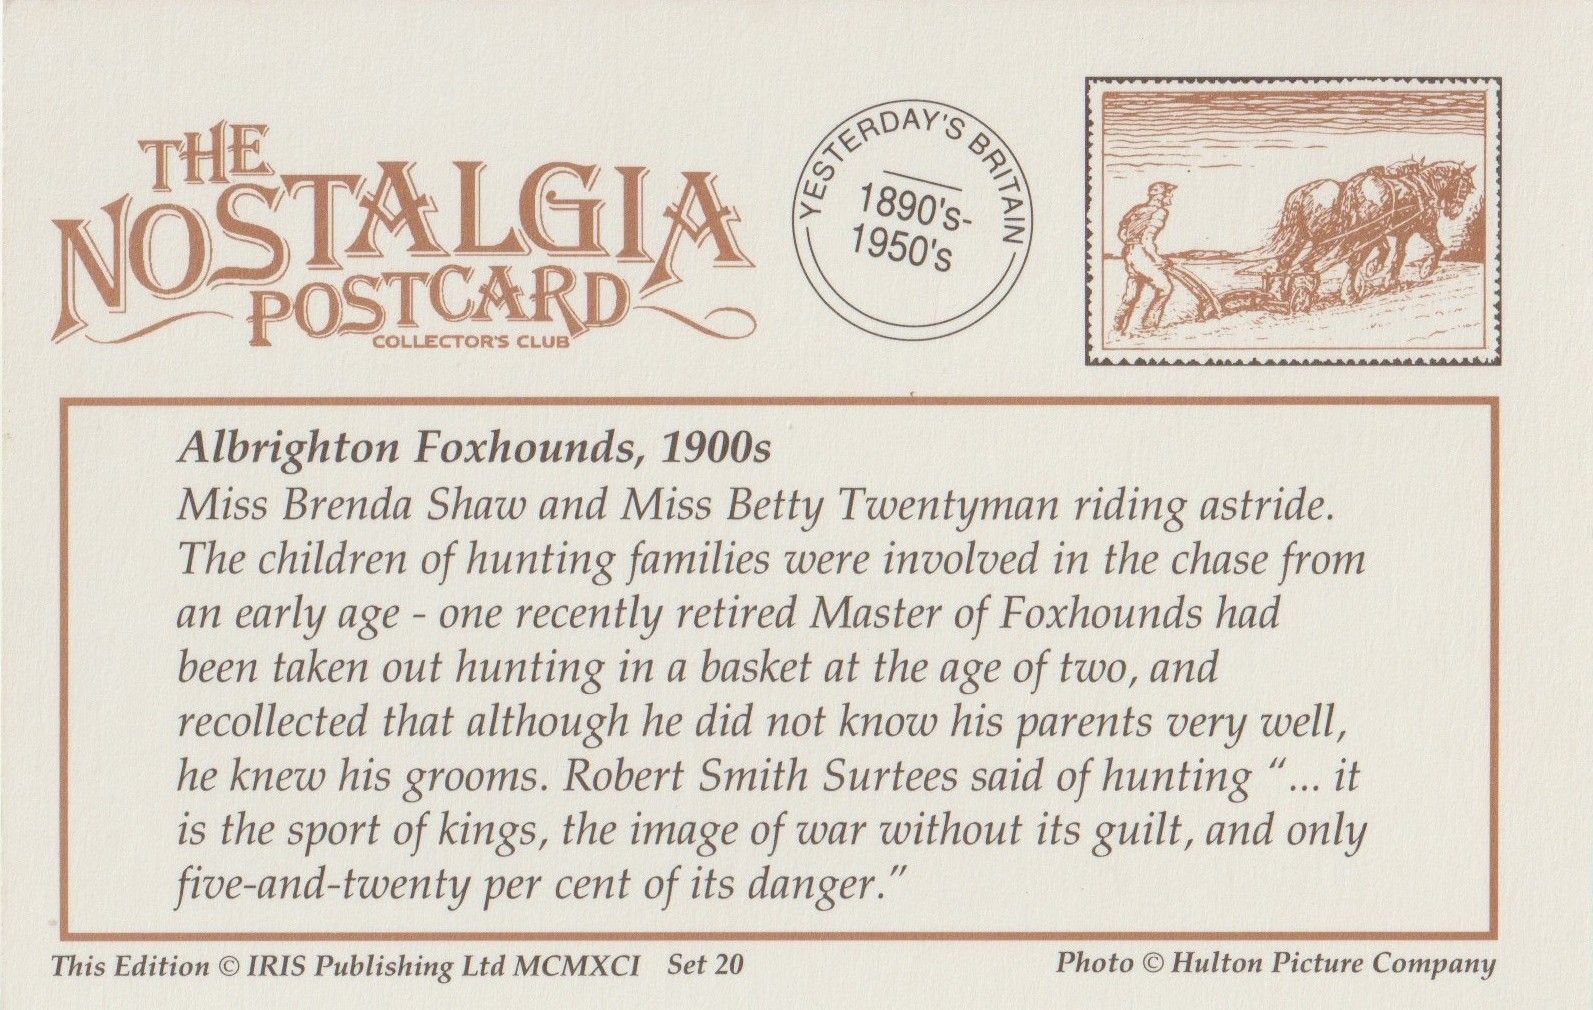 THE
NOSTALGIA
POSTCARD
COLLECTOR'S CLUB
YESTERDAY'S BRITAIN
1890's-
1950's
Albrighton Foxhounds, 1900s
Miss Brenda Shaw and Miss Betty Twentyman riding astride.
The children of hunting families were involved in the chase from
an early age - one recently retired Master of Foxhounds had
been taken out hunting in a basket at the age of two, and
recollected that although he did not know his parents very well,
he knew his grooms. Robert Smith Surtees said of hunting “... it
is the sport of kings, the image of war without its guilt, and only
five-and-twenty per cent of its danger.”
This Edition © IRIS Publishing Ltd MCMXCI Set 20
Photo © Hulton Picture Company